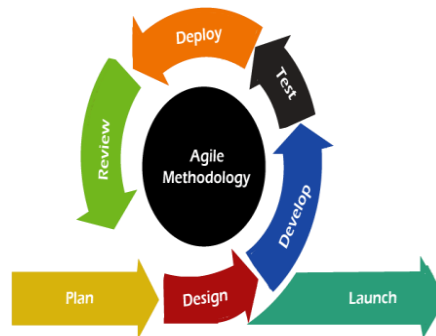 Deploy
Test
Review
Agile
Methodology
Develop
Plan
Design
Launch